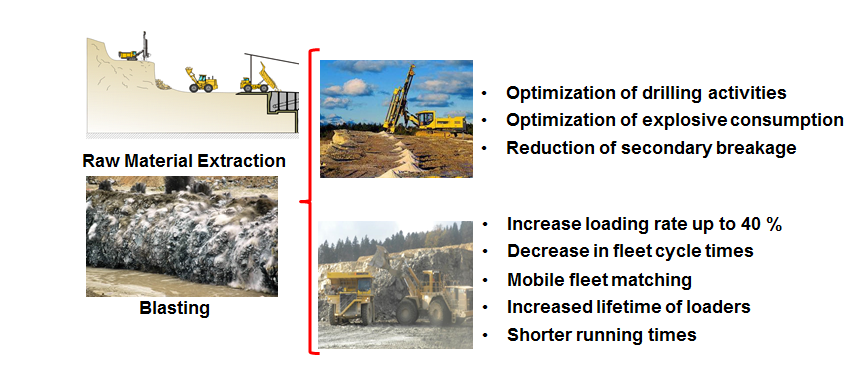 Raw Material Extraction
Blasting
• Optimization of drilling activities
• Optimization of explosive consumption
• Reduction of secondary breakage
• Increase loading rate up to 40 %
• Decrease in fleet cycle times
• Mobile fleet matching
• Increased lifetime of loaders
• Shorter running times